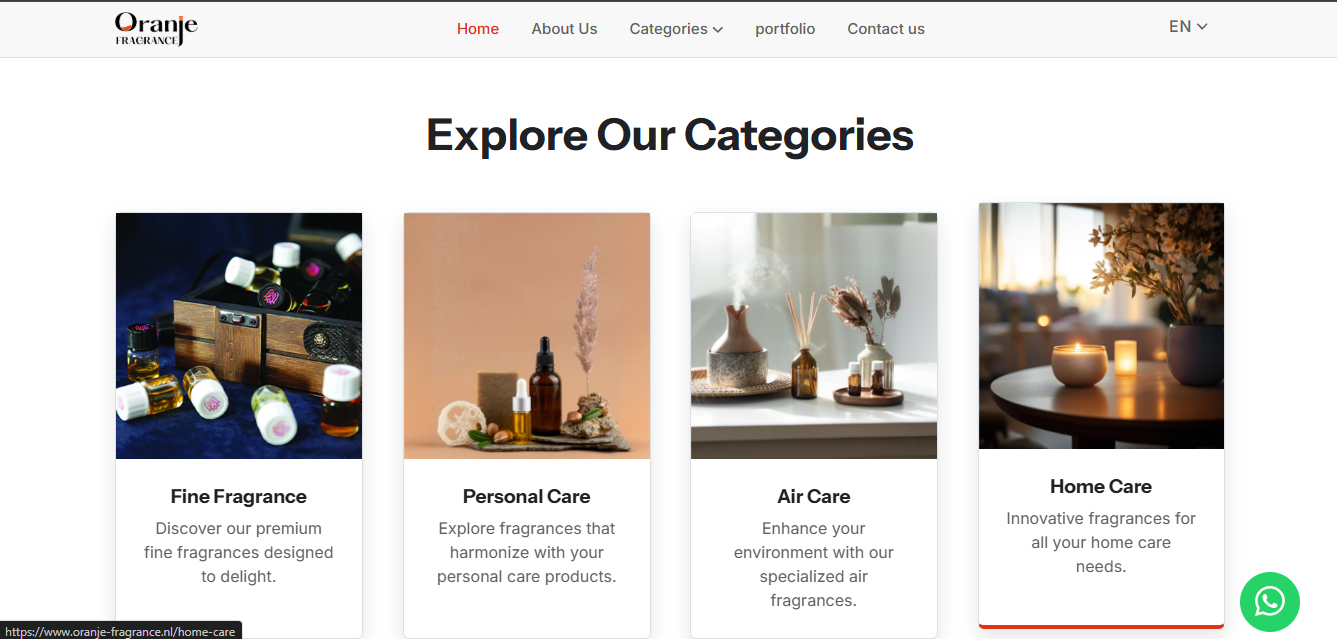 Oranje
FRAGRANCE
Home
About Us
Categories
portfolio
Contact us
EN
Explore Our Categories
Fine Fragrance
Discover our premium
fine fragrances designed
to delight.
Personal Care
Explore fragrances that
harmonize with your
personal care products.
Air Care
Enhance your
environment with our
specialized air
fragrances.
Home Care
Innovative fragrances for
all your home care
needs.
https://www.oranje-fragrance.nl/home-care